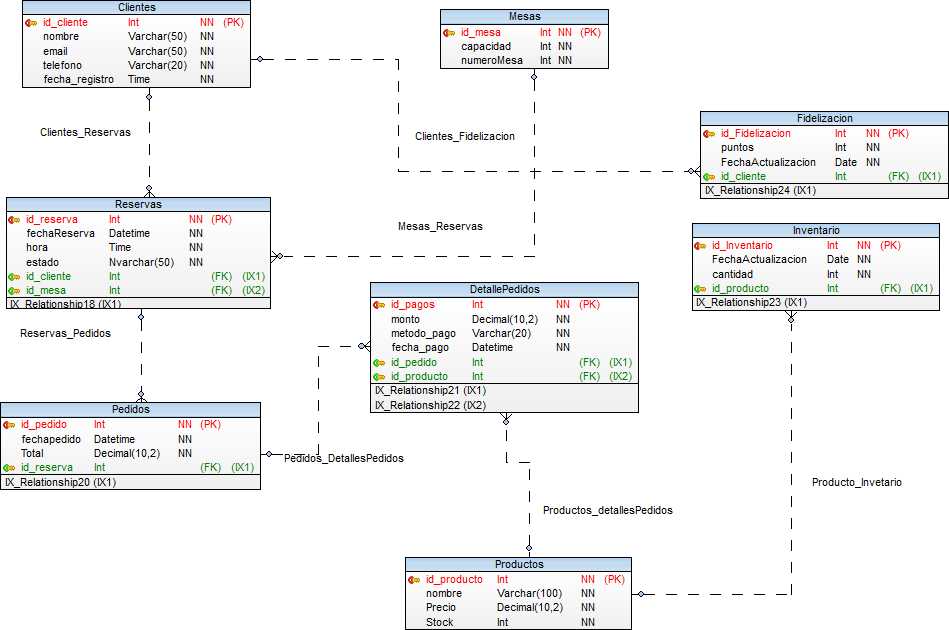 Clientes
id_cliente Int NN (PK)
nombre Varchar(50) NN
email Varchar(50) NN
telefono Varchar(20) NN
fecha_registro Time NN
Mesas
id_mesa Int NN (PK)
capacidad Int NN
numeroMesa Int NN
Clientes_Reservas
Clientes_Fidelizacion
Fidelizacion
id_Fidelizacion Int NN (PK)
puntos Int NN
FechaActualizacion Date NN
id_cliente Int (FK) (IX1)
IX_Relationship24 (IX1)
Reservas
id_reserva Int NN (PK)
fechaReserva Datetime NN
hora Time NN
estado Nvarchar(50) NN
id_cliente Int (FK) (IX1)
id_mesa Int (FK) (IX2)
IX_Relationship18 (IX1)
Mesas_Reservas
Inventario
id_Inventario Int NN (PK)
FechaActualizacion Date NN
cantidad Int NN
id_producto Int (FK) (IX1)
IX_Relationship23 (IX1)
DetallePedidos
id_pagos Int NN (PK)
monto Decimal(10,2) NN
metodo_pago Varchar(20) NN
fecha_pago Datetime NN
id_pedido Int (FK) (IX1)
id_producto Int (FK) (IX2)
IX_Relationship21 (IX1)
IX_Relationship22 (IX2)
Reservas_Pedidos
Pedidos
id_pedido Int NN (PK)
fechapedido Datetime NN
Total Decimal(10,2) NN
id_reserva Int (FK) (IX1)
IX_Relationship20 (IX1)
Pedidos_DetallesPedidos
Producto_Invetario
Productos_detallesPedidos
Productos
id_producto Int NN (PK)
nombre Varchar(100) NN
Precio Decimal(10,2) NN
Stock Int NN